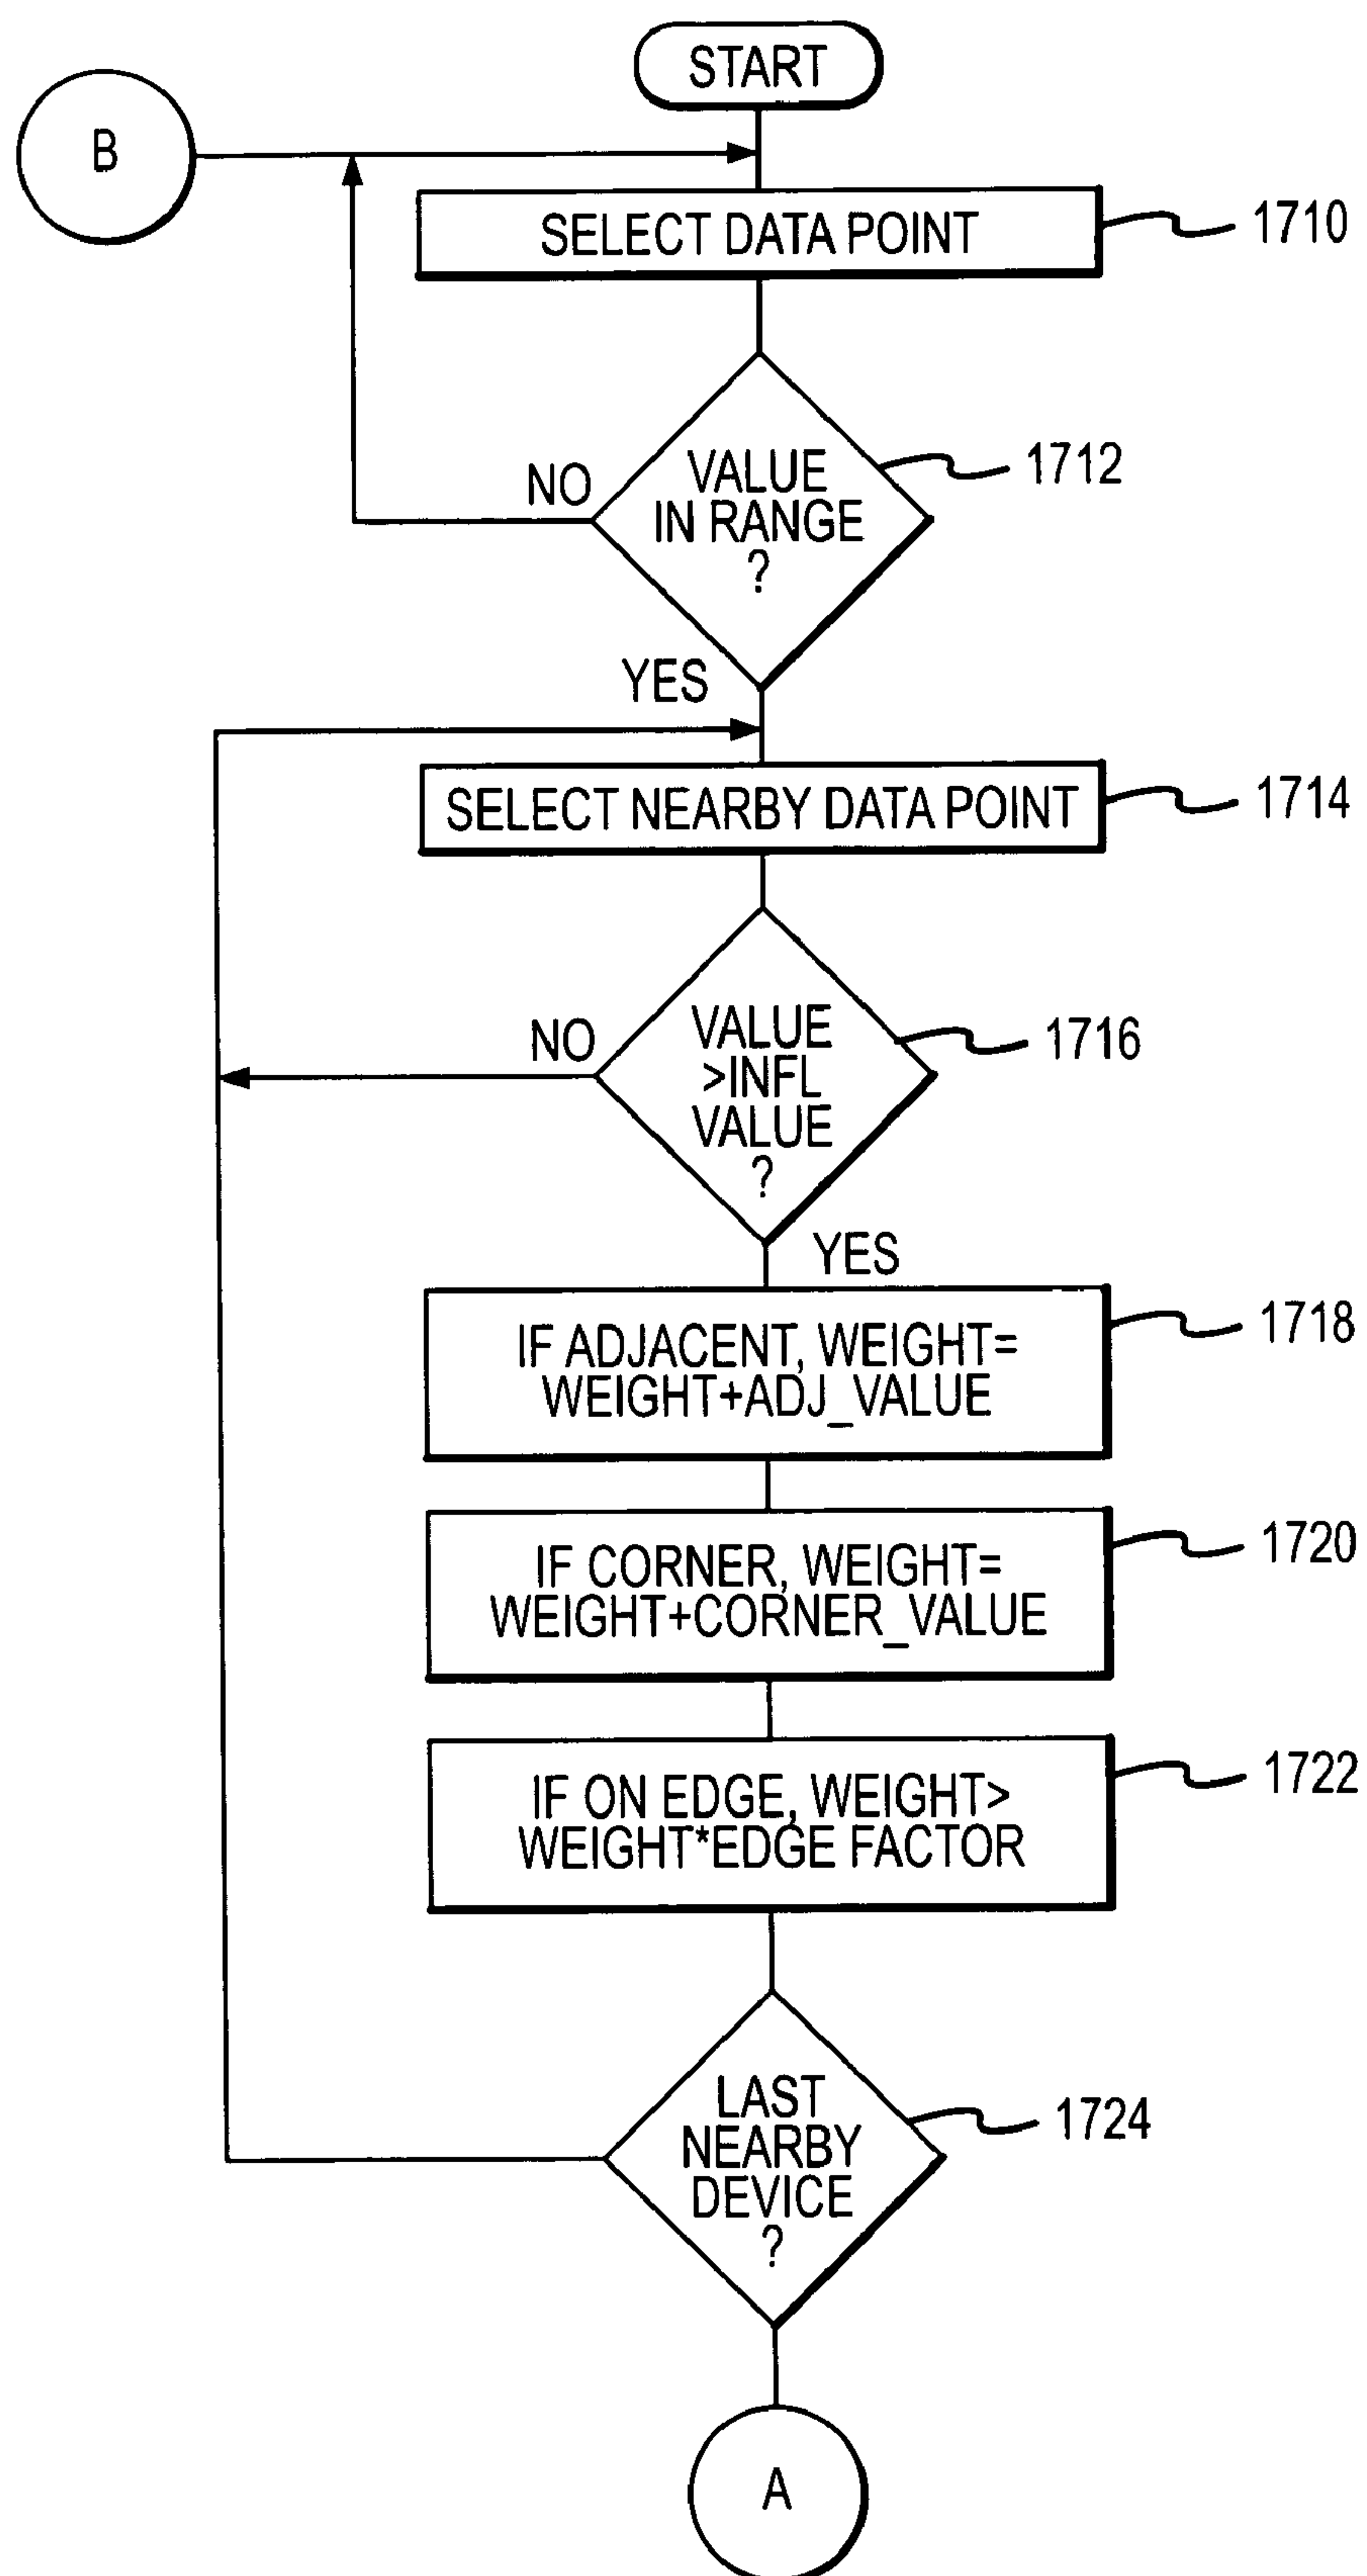 START
B
SELECT DATA POINT
1710
VALUE
IN RANGE
?
1712
NO
YES
SELECT NEARBY DATA POINT
1714
VALUE
>INFL
VALUE
?
1716
NO
YES
IF ADJACENT, WEIGHT=
WEIGHT+ADJ_VALUE
1718
IF CORNER, WEIGHT=
WEIGHT+CORNER_VALUE
1720
IF ON EDGE, WEIGHT>
WEIGHT*EDGE FACTOR
1722
LAST
NEARBY
DEVICE
?
1724
A